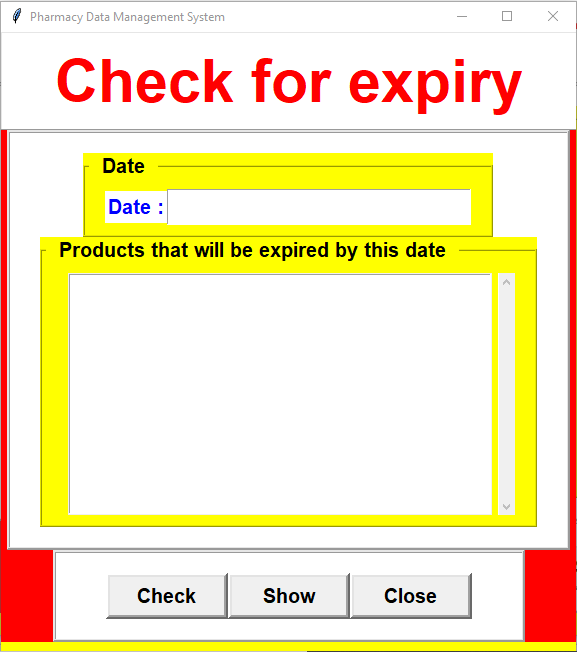 Pharmacy Data Management System
Check for expiry
Date
Date :
Products that will be expired by this date
Check Show Close